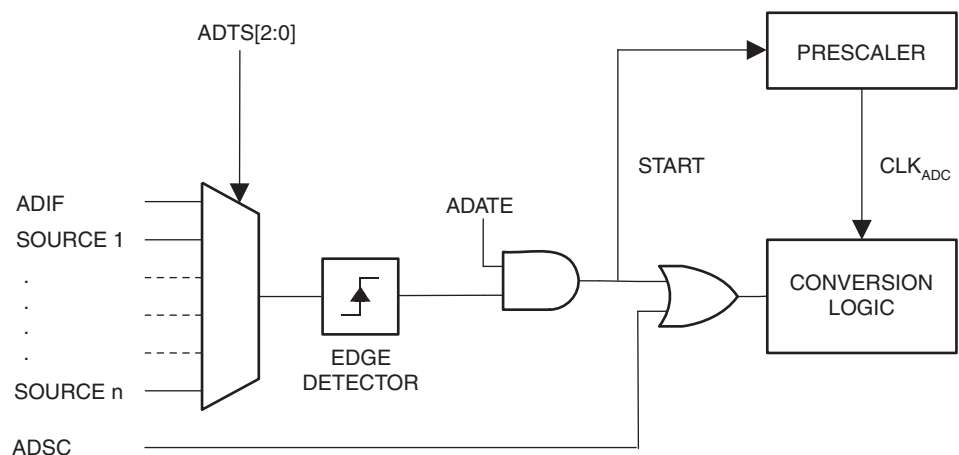 ADTS[2:0]
PRESCALER
START
CLKADC
ADIF
ADATE
SOURCE 1
.
.
.
.
CONVERSION
LOGIC
EDGE
DETECTOR
SOURCE n
ADSC